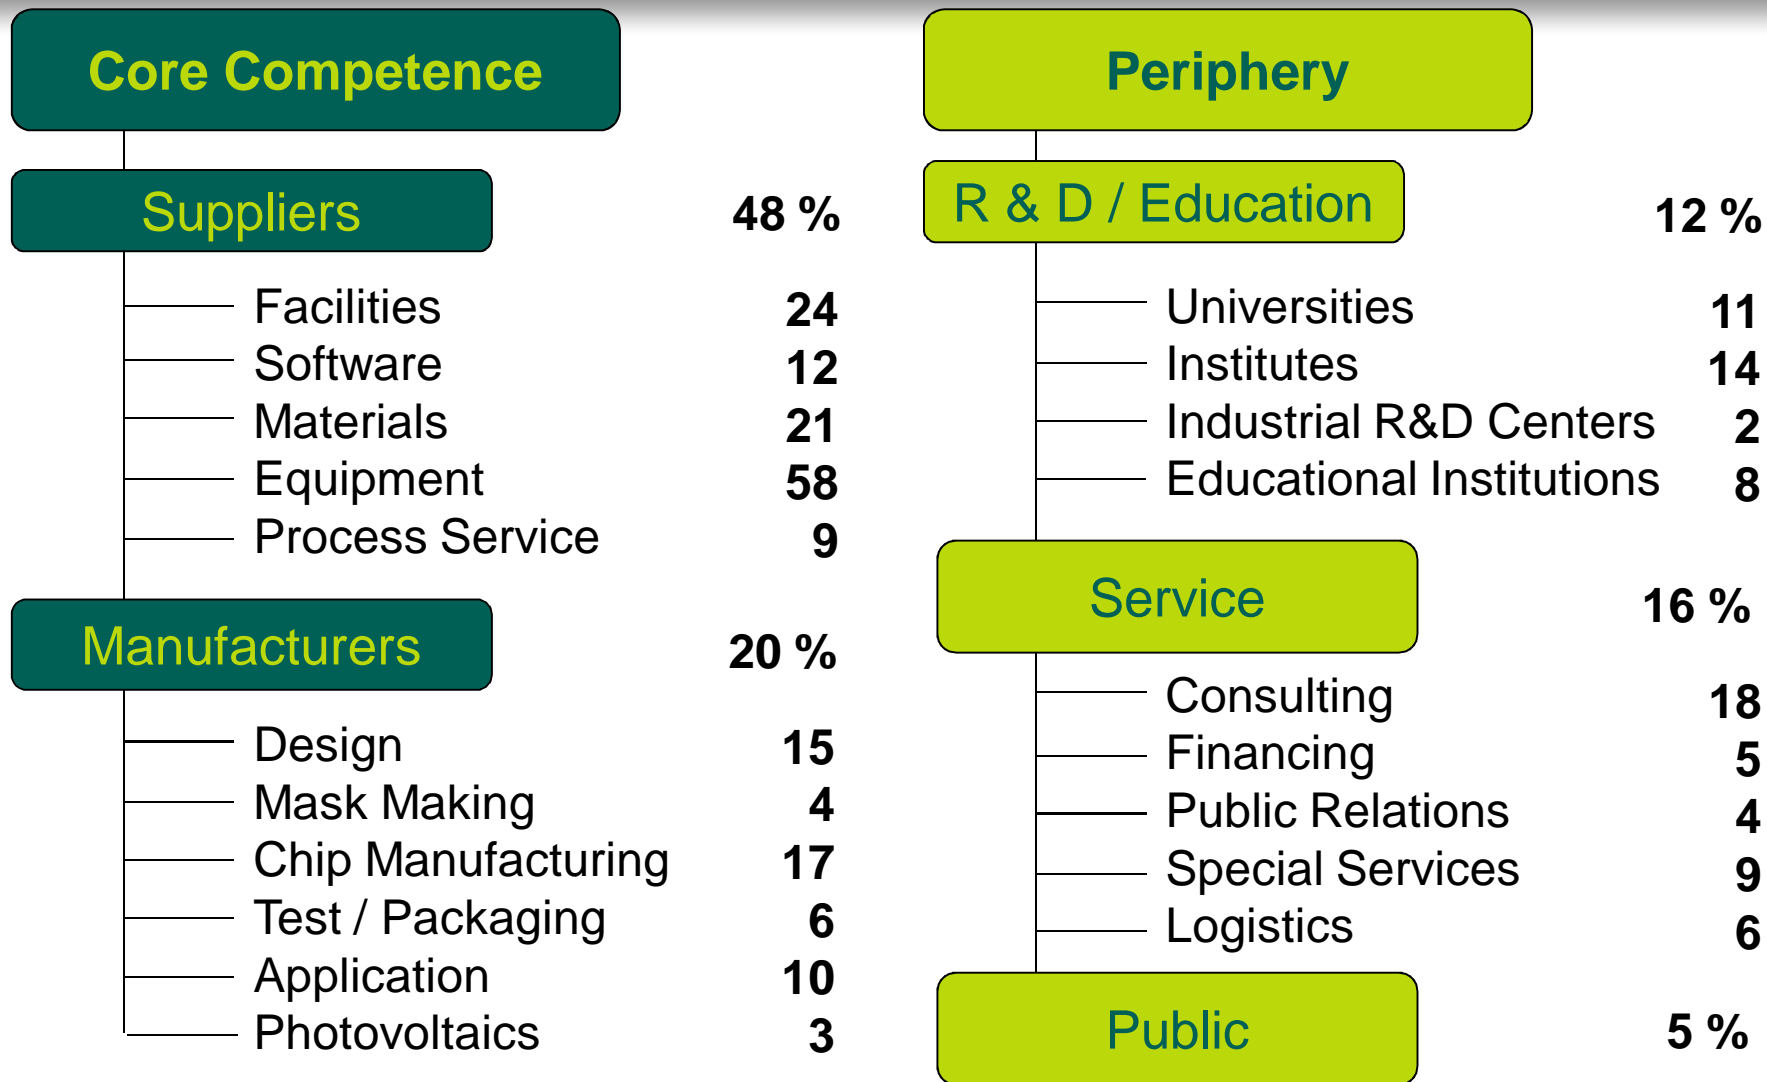 Core Competence
Suppliers 48 %
Facilities 24
Software 12
Materials 21
Equipment 58
Process Service 9
Manufacturers 20 %
Design 15
Mask Making 4
Chip Manufacturing 17
Test / Packaging 6
Application 10
Photovoltaics 3
Periphery
R & D / Education 12 %
Universities 11
Institutes 14
Industrial R&D Centers 2
Educational Institutions 8
Service 16 %
Consulting 18
Financing 5
Public Relations 4
Special Services 9
Logistics 6
Public 5 %